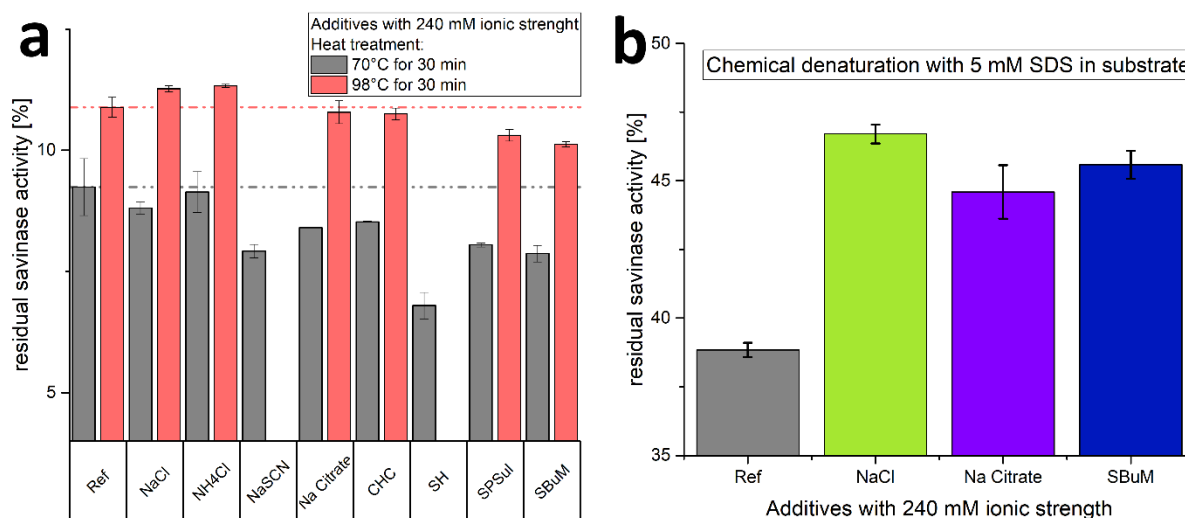 a
Additives with 240 mM ionic strenght
Heat treatment:
70°C for 30 min
98°C for 30 min
residual savinase activity [%]
10
5
Ref
NaCl
NH4Cl
NaSCN
Na Citrate
CHC
SH
SPSul
SBuM
b
Chemical denaturation with 5 mM SDS in substrate
residual savinase activity [%]
50
45
40
35
Ref
NaCl
Na Citrate
SBuM
Additives with 240 mM ionic strength